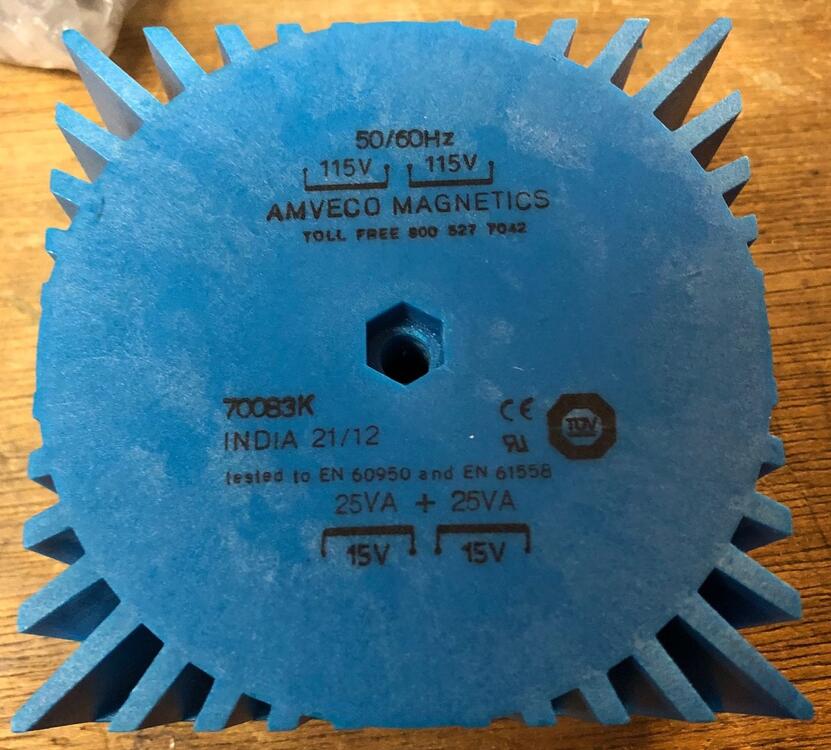 50/60Hz
115V 115V
AMVECO MAGNETICS
TOLL FREE 800 527 7042
70083K
CE
INDIA 21/12
RU
TÜV
tested to EN 60950 and EN 61558
25VA + 25VA
15V 15V